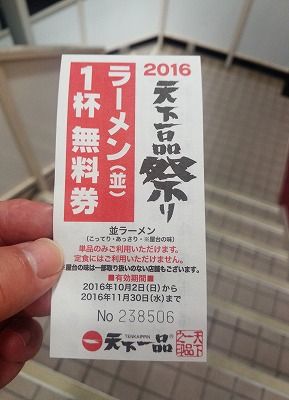 2016
天下一品祭り
ラーメン(並)
1杯 無料券
並ラーメン
(こってり・あっさり・※屋台の味)
単品のみご利用いただけます。
定食にはご利用いただけません。
※屋台の味は一部取り扱いのない店舗もございます。
■有効期間■
2016年10月2日(日)から
2016年11月30日(水)まで
No 238506
TENKAIPPIN
天下一品
天下一品之印